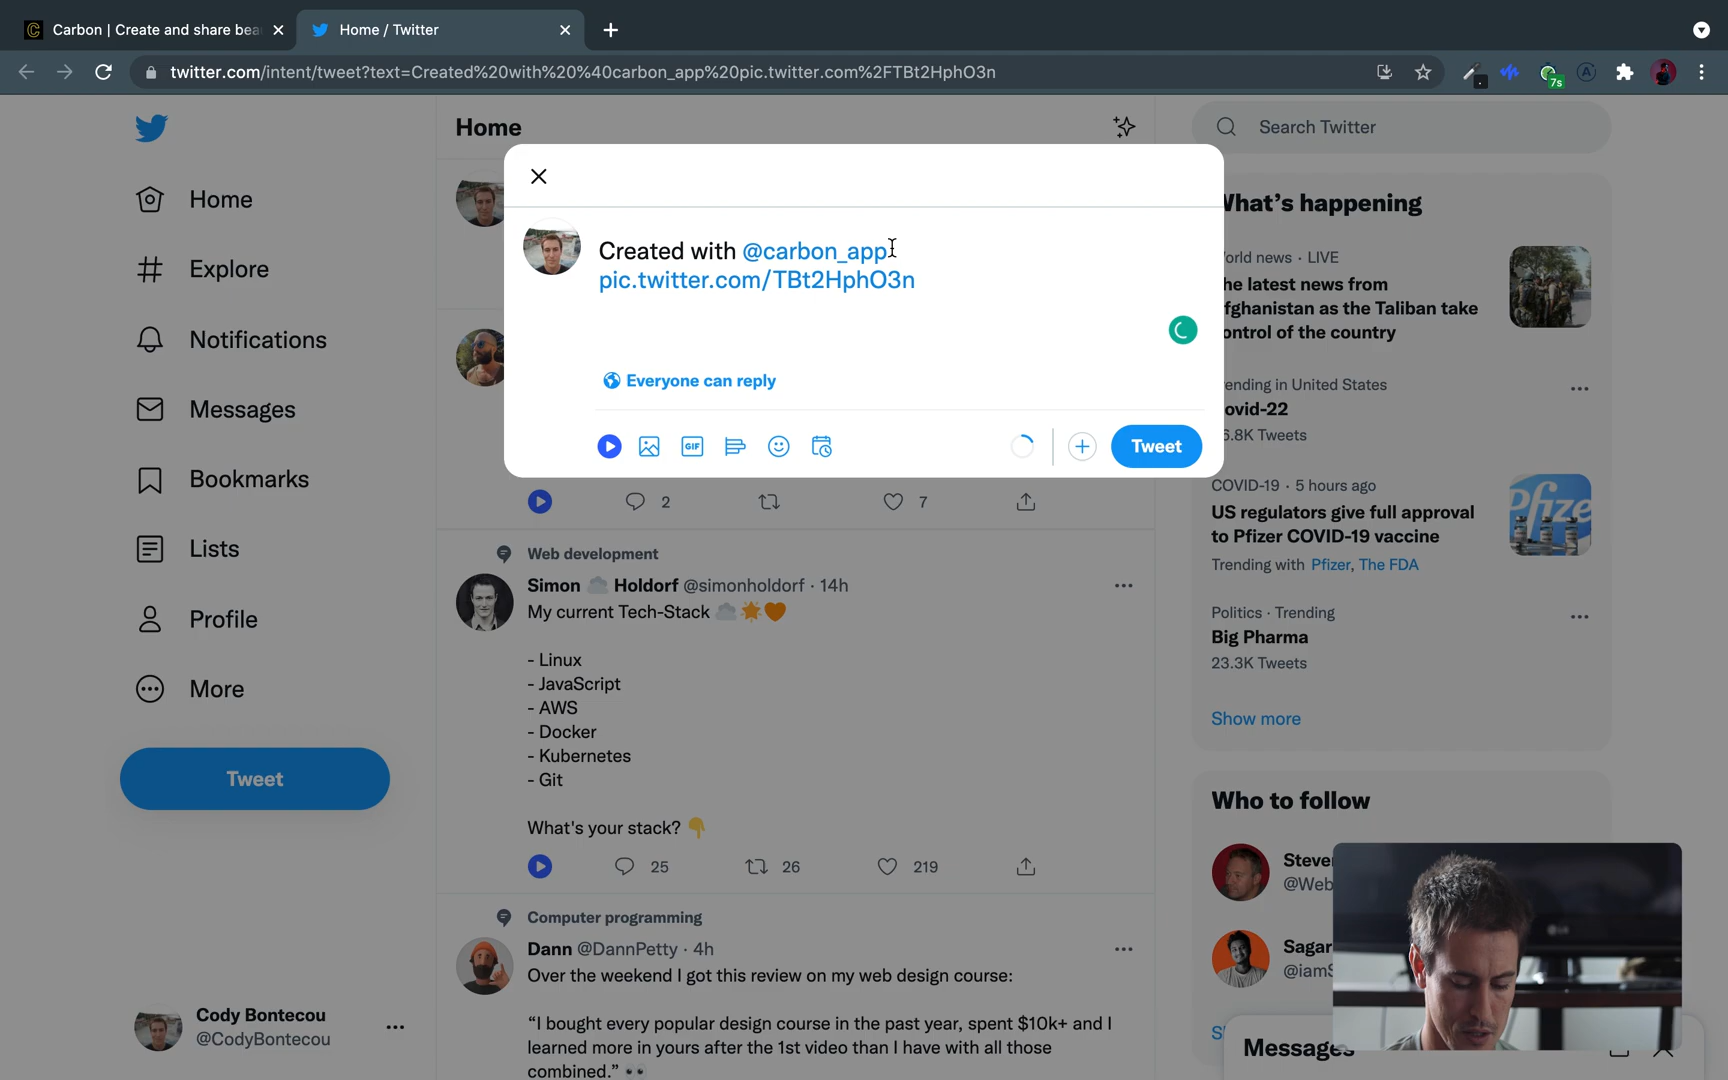 Carbon | Create and share bea
Home / Twitter
twitter.com/intent/tweet?text=Created%20with%20%40carbon_app%20pic.twitter.com%2FTBt2HphO3n
7s
Home
Explore
Notifications
Messages
Bookmarks
Lists
Profile
More
Tweet
Cody Bontecou
@CodyBontecou
Home
Created with @carbon_app
pic.twitter.com/TBt2HphO3n
Everyone can reply
GIF
Tweet
2
7
Web development
Simon Holdorf @simonholdorf · 14h
My current Tech-Stack
- Linux
- JavaScript
- AWS
- Docker
- Kubernetes
- Git
What's your stack?
25
26
219
Computer programming
Dann @DannPetty · 4h
Over the weekend I got this review on my web design course:
“I bought every popular design course in the past year, spent $10k+ and I
learned more in yours after the 1st video than I have with all those
combined.”
Search Twitter
What’s happening
orld news · LIVE
he latest news from
fghanistan as the Taliban take
ontrol of the country
ending in United States
ovid-22
6.8K Tweets
COVID-19 · 5 hours ago
US regulators give full approval
to Pfizer COVID-19 vaccine
Trending with Pfizer, The FDA
Pfize
Politics · Trending
Big Pharma
23.3K Tweets
Show more
Who to follow
Steve
@Web
Sagar
@iamS
Messages